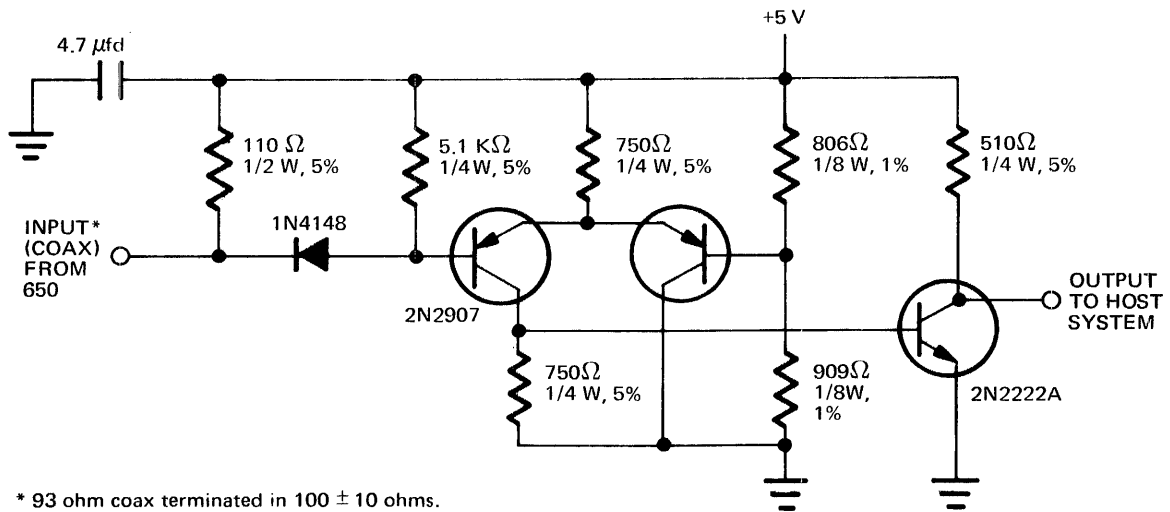 +5 V
4.7 μfd
110 Ω
1/2 W, 5%
5.1 KΩ
1/4W, 5%
750Ω
1/4 W, 5%
806Ω
1/8 W, 1%
510Ω
1/4 W, 5%
INPUT*
(COAX)
FROM
650
1N4148
2N2907
OUTPUT
TO HOST
SYSTEM
750Ω
1/4 W, 5%
909Ω
1/8W,
1%
2N2222A
* 93 ohm coax terminated in 100 ± 10 ohms.